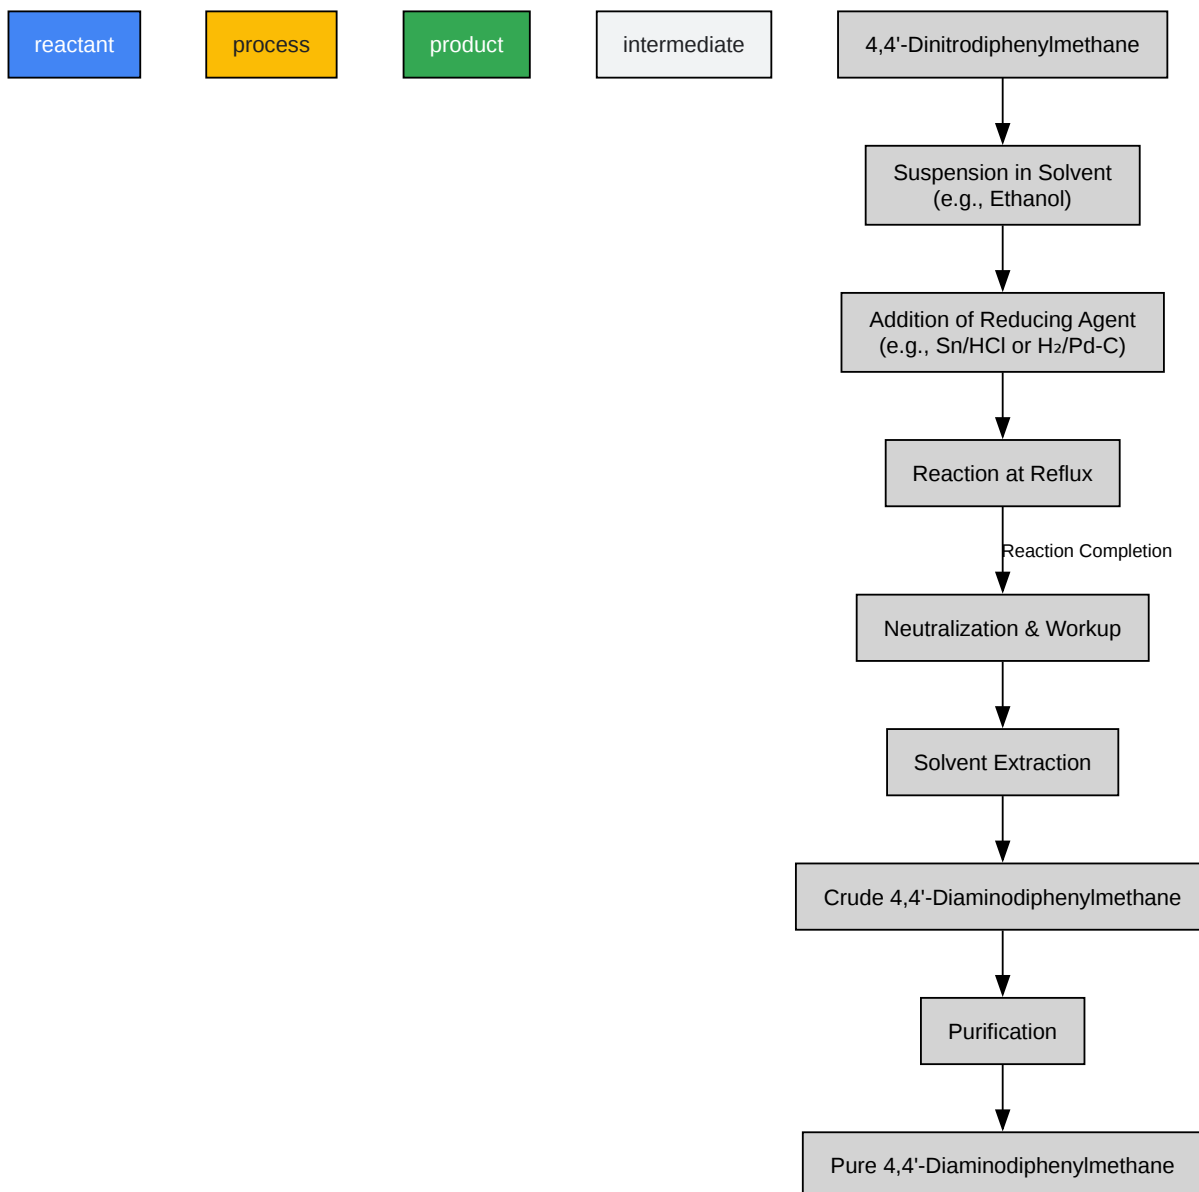 reactant
process
product
intermediate
4,4'-Dinitrodiphenylmethane
Suspension in Solvent
(e.g., Ethanol)
Addition of Reducing Agent
(e.g., Sn/HCl or H₂/Pd-C)
Reaction at Reflux
Reaction Completion
Neutralization & Workup
Solvent Extraction
Crude 4,4'-Diaminodiphenylmethane
Purification
Pure 4,4'-Diaminodiphenylmethane